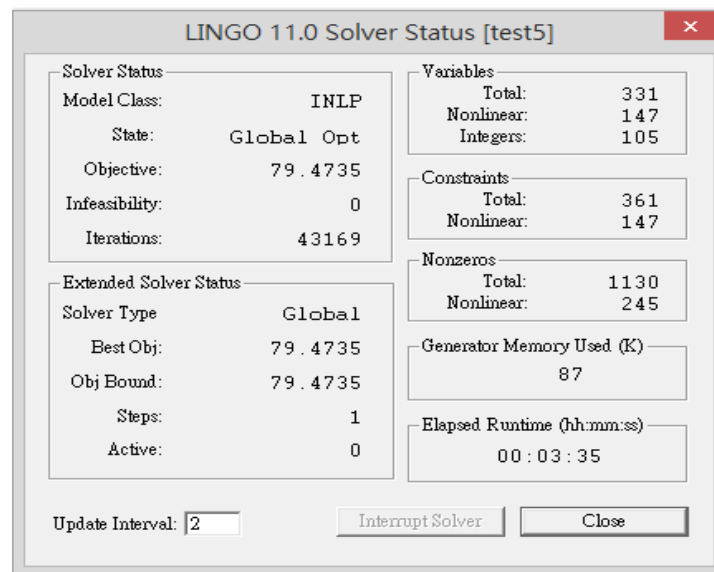 LINGO 11.0 Solver Status [test5]
Solver Status
Model Class: INLP
State: Global Opt
Objective: 79.4735
Infeasibility: 0
Iterations: 43169
Extended Solver Status
Solver Type Global
Best Obj: 79.4735
Obj Bound: 79.4735
Steps: 1
Active: 0
Variables
Total: 331
Nonlinear: 147
Integers: 105
Constraints
Total: 361
Nonlinear: 147
Nonzeros
Total: 1130
Nonlinear: 245
Generator Memory Used (K)
87
Elapsed Runtime (hh:mm:ss)
00:03:35
Update Interval: 2
Interrupt Solver
Close